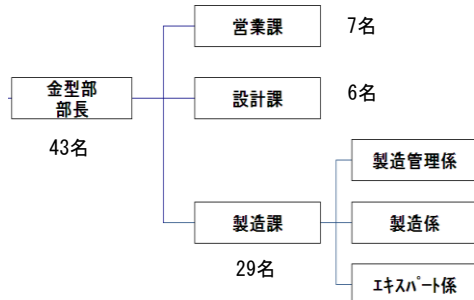 営業課
7名
金型部
部長
43名
設計課
6名
製造課
29名
製造管理係
製造係
ｴｷｽﾊﾟｰﾄ係